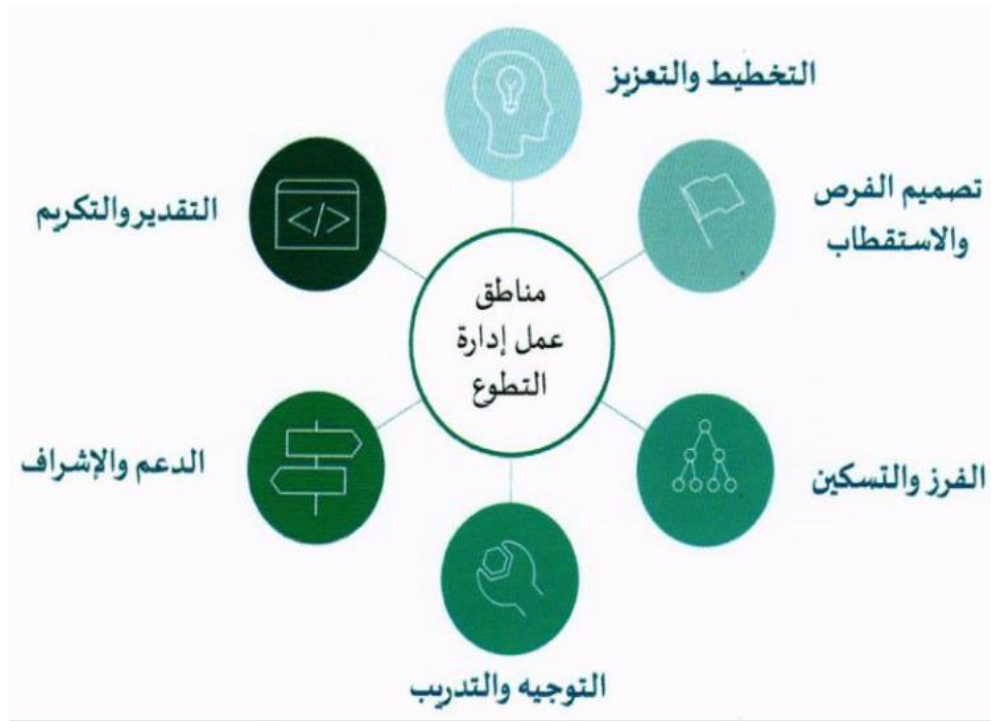 التخطيط والتعزيز
تصميم الفرص
والاستقطاب
التقدير والتكريم
</>
مناطق
عمل إدارة
التطوع
الفرز والتسكين
الدعم والإشراف
التوجيه والتدريب